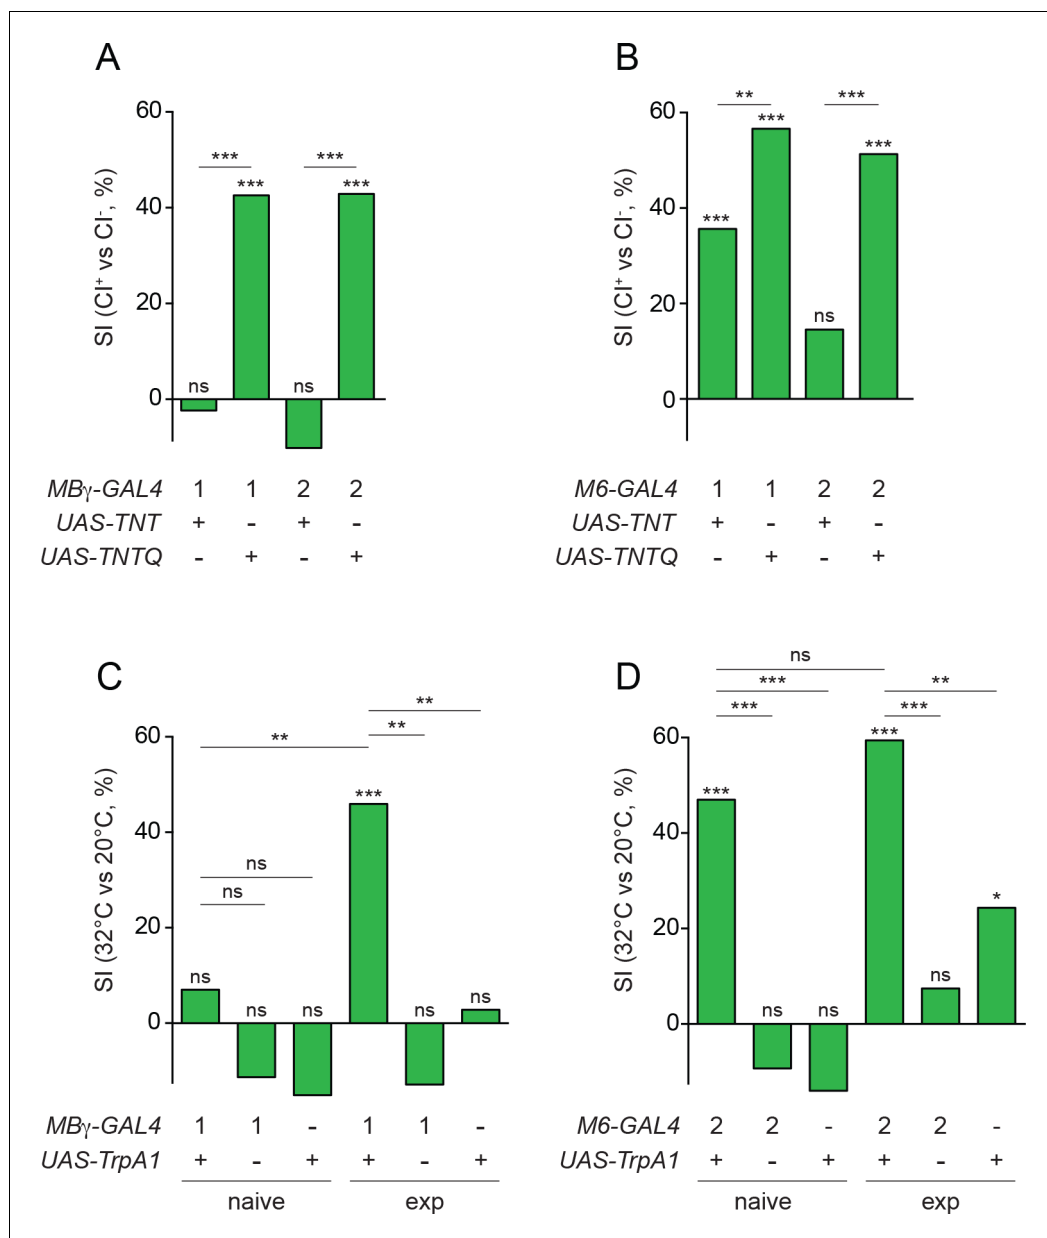 A
60
40
20
0
SI (CI⁺ vs CI⁻, %)
*** ***
*** ***
ns ns
MBγ-GAL4 1 1 2 2
UAS-TNT + - + -
UAS-TNTQ - + - +
B
60
40
20
0
SI (CI⁺ vs CI⁻, %)
** ***
*** ***
***
ns
M6-GAL4 1 1 2 2
UAS-TNT + - + -
UAS-TNTQ - + - +
C
60
40
20
0
SI (32°C vs 20°C, %)
**
** **
***
ns
ns
ns ns ns ns ns
MBγ-GAL4 1 1 - 1 1 -
UAS-TrpA1 + - + + - +
naive exp
D
60
40
20
0
SI (32°C vs 20°C, %)
ns
*** **
*** ***
***
***
*
ns ns ns
M6-GAL4 2 2 - 2 2 -
UAS-TrpA1 + - + + - +
naive exp